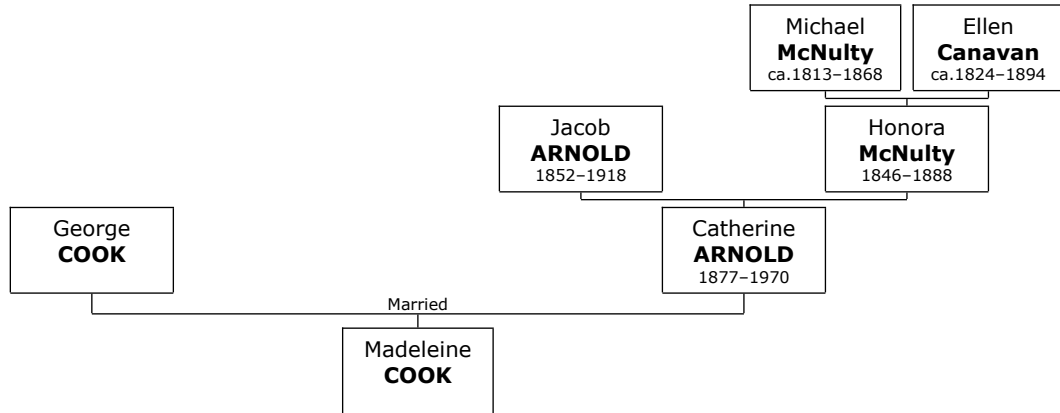 Michael
McNulty
ca.1813–1868
Ellen
Canavan
ca.1824–1894
Jacob
ARNOLD
1852–1918
Honora
McNulty
1846–1888
George
COOK
Catherine
ARNOLD
1877–1970
Married
Madeleine
COOK